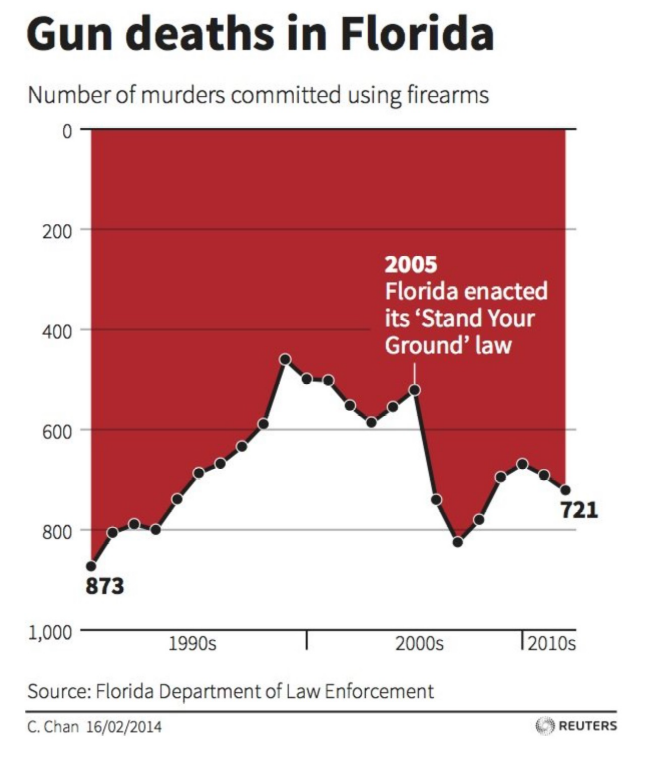 Gun deaths in Florida
Number of murders committed using firearms
0
200
2005
Florida enacted
its ‘Stand Your
Ground’ law
400
600
721
800
873
1,000
1990s
2000s
2010s
Source: Florida Department of Law Enforcement
C. Chan 16/02/2014
REUTERS